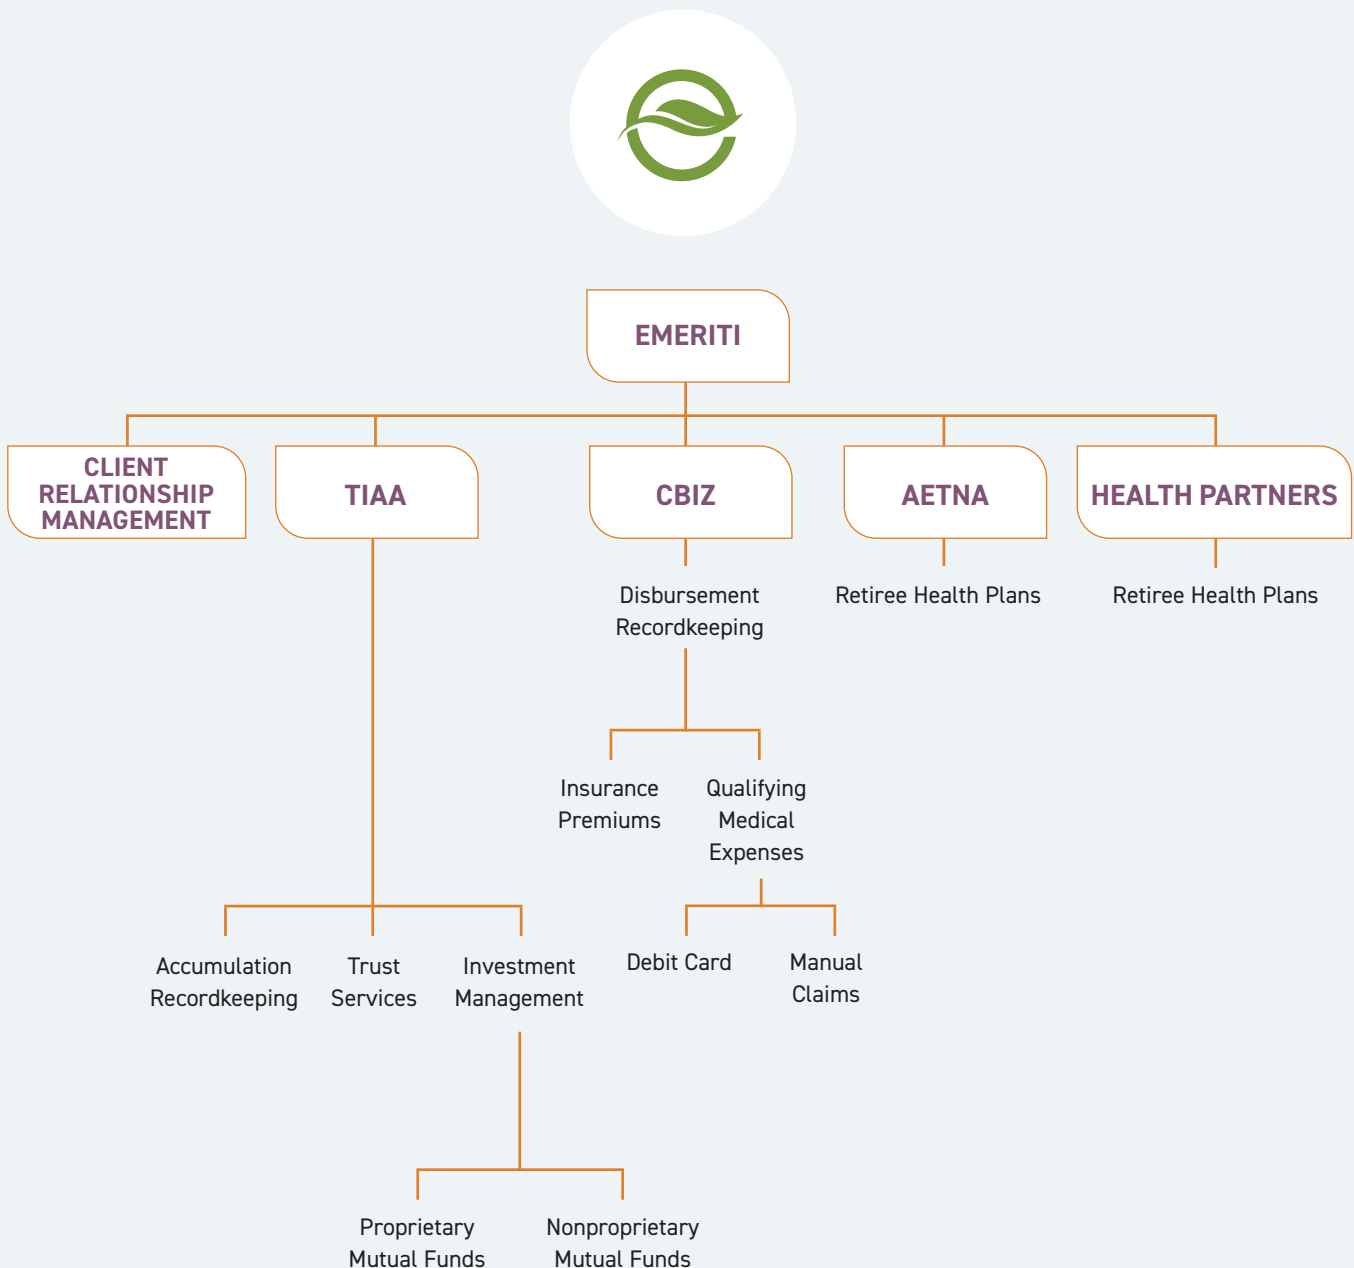 EMERITI
CLIENT
RELATIONSHIP
MANAGEMENT
TIAA
CBIZ
AETNA
HEALTH PARTNERS
Disbursement
Recordkeeping
Retiree Health Plans
Retiree Health Plans
Insurance
Premiums
Qualifying
Medical
Expenses
Accumulation
Recordkeeping
Trust
Services
Investment
Management
Debit Card
Manual
Claims
Proprietary
Mutual Funds
Nonproprietary
Mutual Funds